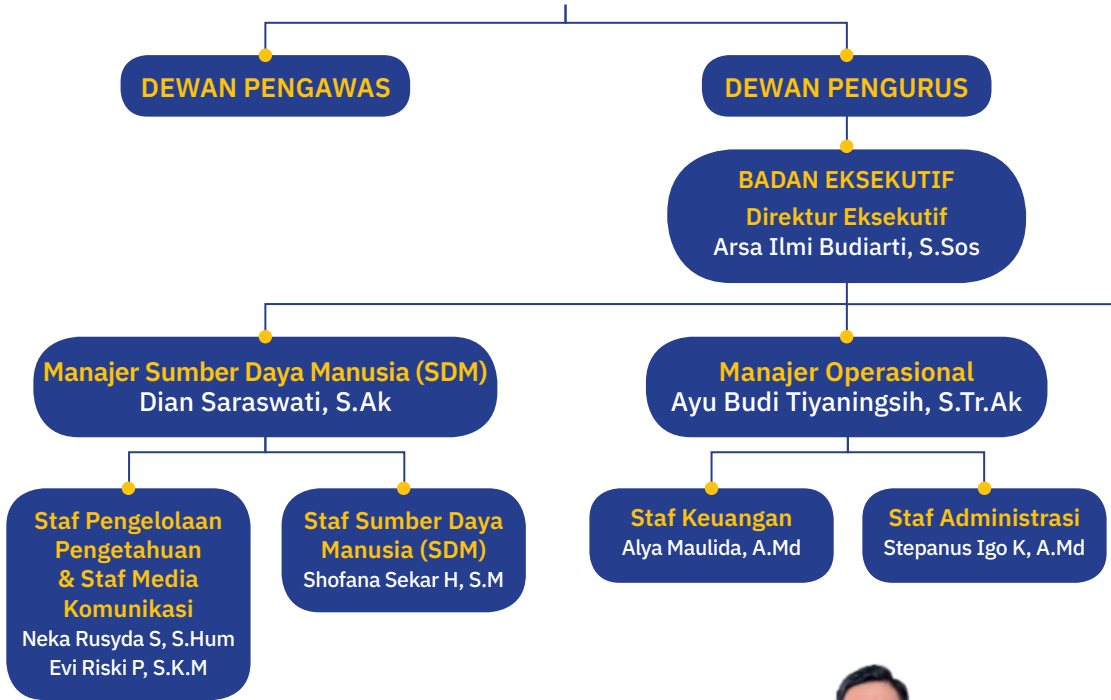 DEWAN PENGAWAS
DEWAN PENGURUS
BADAN EKSEKUTIF
Direktur Eksekutif
Arsa Ilmi Budiarti, S.Sos
Manajer Sumber Daya Manusia (SDM)
Dian Saraswati, S.Ak
Manajer Operasional
Ayu Budi Tiyaningsih, S.Tr.Ak
Staf Pengelolaan
Pengetahuan
& Staf Media
Komunikasi
Neka Rusyda S, S.Hum
Evi Riski P, S.K.M
Staf Sumber Daya
Manusia (SDM)
Shofana Sekar H, S.M
Staf Keuangan
Alya Maulida, A.Md
Staf Administrasi
Stepanus Igo K, A.Md